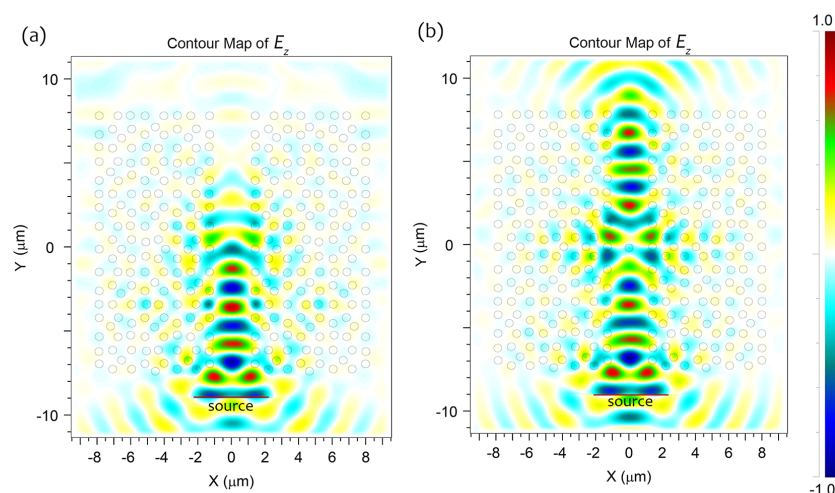 (a)
Contour Map of E_z
10
0
-10
Y (μm)
-8 -6 -4 -2 0 2 4 6 8
X (μm)
source
(b)
Contour Map of E_z
10
0
-10
Y (μm)
-8 -6 -4 -2 0 2 4 6 8
X (μm)
source
1.0
-1.0